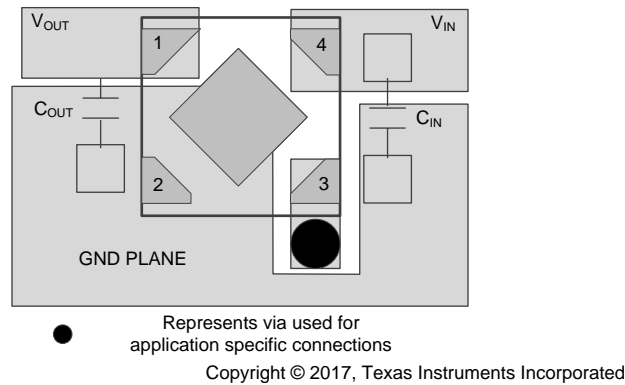 VOUT
1
4
VIN
COUT
CIN
2
3
GND PLANE
Represents via used for
application specific connections
Copyright © 2017, Texas Instruments Incorporated